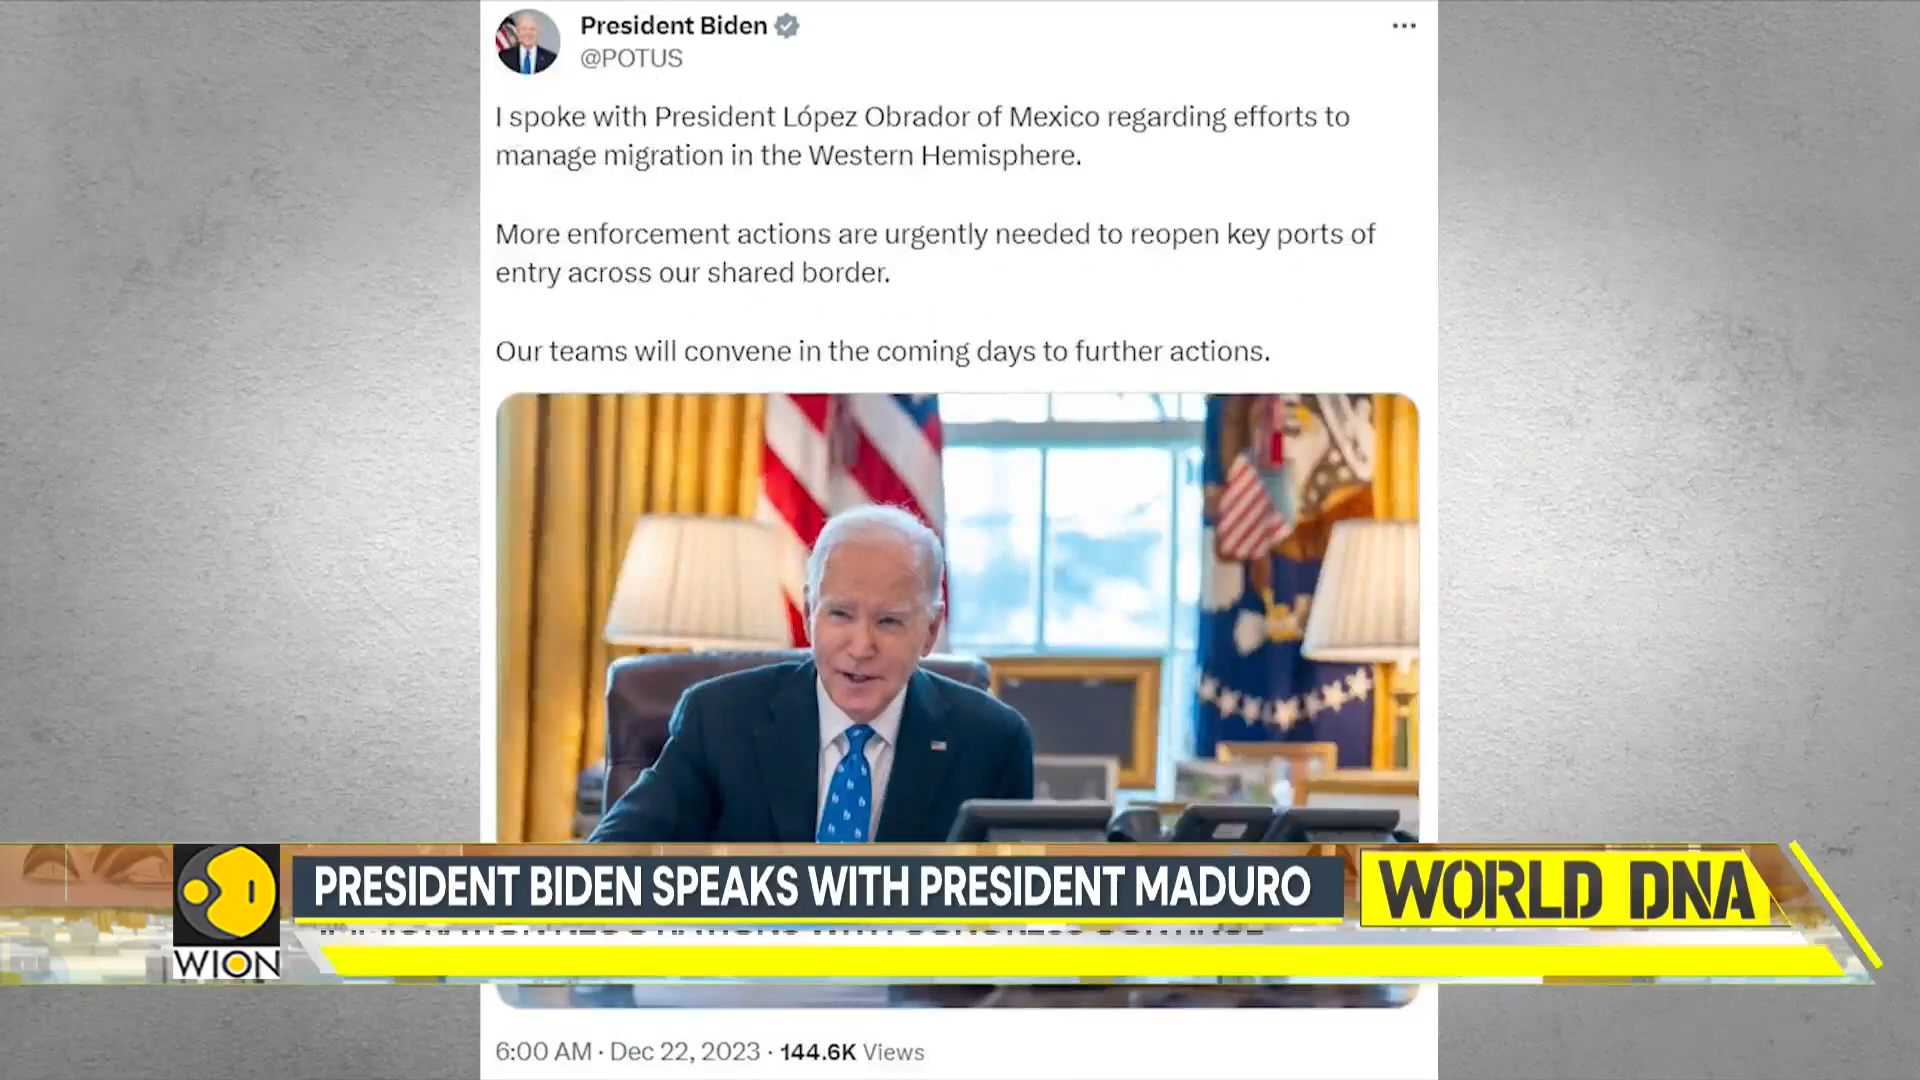 President Biden
@POTUS
I spoke with President López Obrador of Mexico regarding efforts to
manage migration in the Western Hemisphere.
More enforcement actions are urgently needed to reopen key ports of
entry across our shared border.
Our teams will convene in the coming days to further actions.
PRESIDENT BIDEN SPEAKS WITH PRESIDENT MADURO
WORLD DNA
WION
6:00 AM · Dec 22, 2023 · 144.6K Views